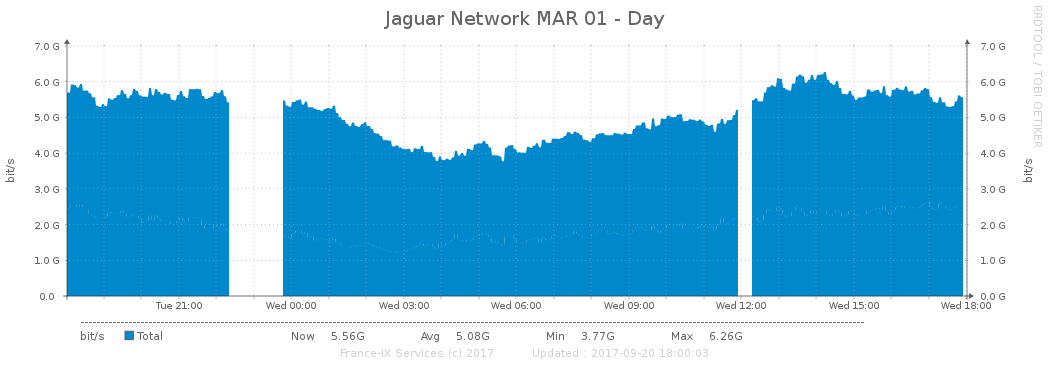 Jaguar Network MAR 01 - Day
RRDTOOL / TOBI OETIKER
7.0 G 7.0 G
6.0 G 6.0 G
5.0 G 5.0 G
4.0 G 4.0 G
3.0 G 3.0 G
2.0 G 2.0 G
1.0 G 1.0 G
0.0 0.0 G
bit/s bit/s
Tue 21:00 Wed 00:00 Wed 03:00 Wed 06:00 Wed 09:00 Wed 12:00 Wed 15:00 Wed 18:00
bit/s Total Now 5.56G Avg 5.08G Min 3.77G Max 6.26G
France-IX Services (c) 2017 Updated : 2017-09-20 18:00:03